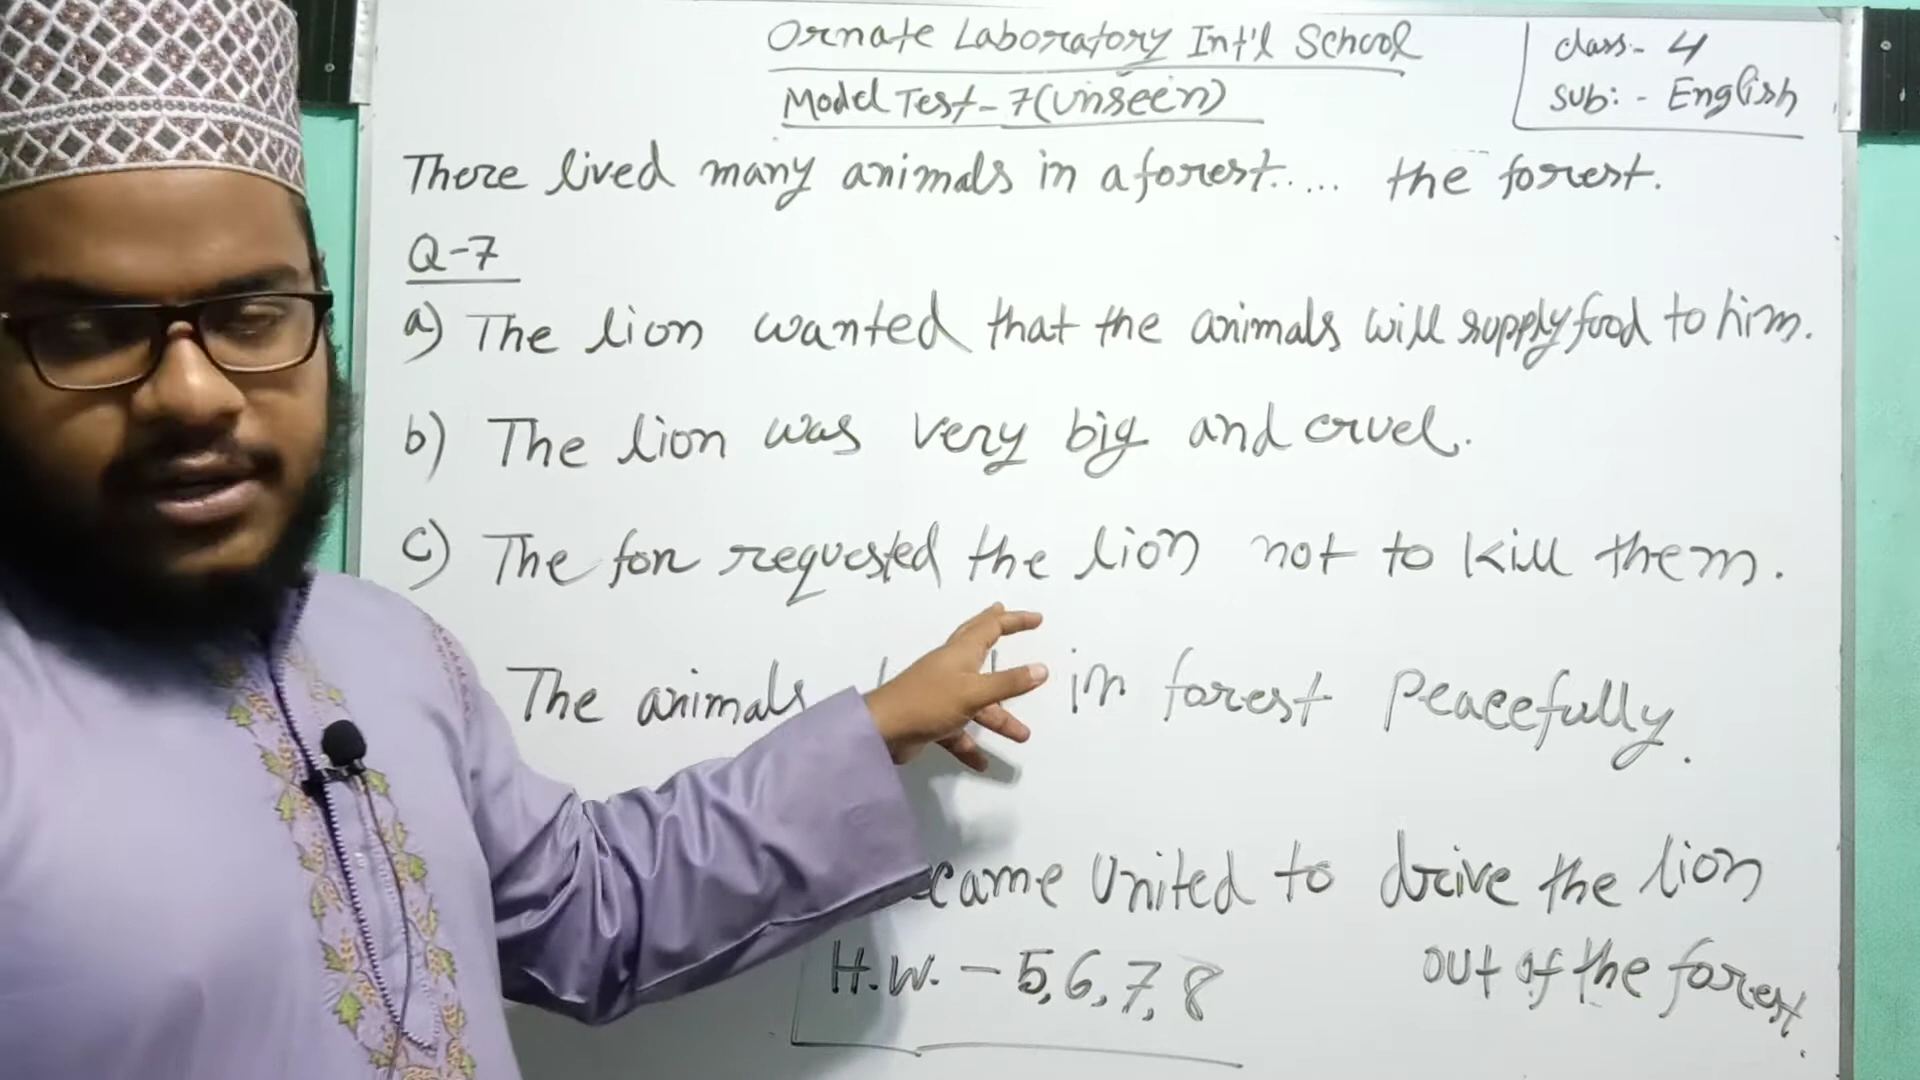 Ornate Laboratory Int'l School
Model Test-7 (Unseen)
class:- 4
Sub: - English
There lived many animals in a forest..... the forest.
Q-7
a) The lion wanted that the animals will supply food to him.
b) The lion was very big and cruel.
c) The fox requested the lion not to kill them.
The animals in forest peacefully.
came United to drive the lion
out of the forest.
H.W. - 5, 6, 7, 8